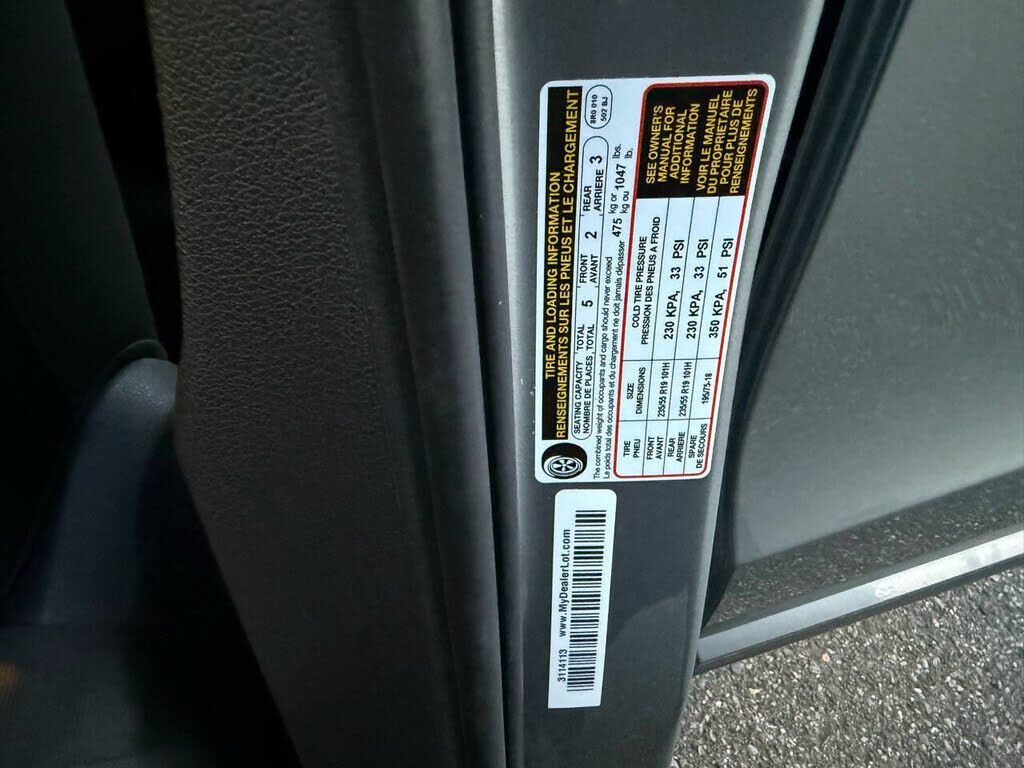 TIRE AND LOADING INFORMATION
RENSEIGNEMENTS SUR LES PNEUS ET LE CHARGEMENT
SEATING CAPACITY TOTAL 5 FRONT 2 REAR 3
NOMBRE DE PLACES TOTAL AVANT ARRIERE
8R0 010
502 BJ
The combined weight of occupants and cargo should never exceed 475 kg or 1047 lbs.
Le poids total des occupants et du chargement ne doit jamais dépasser kg ou lb.
TIRE SIZE COLD TIRE PRESSURE
PNEU DIMENSIONS PRESSION DES PNEUS A FROID
FRONT
AVANT 235/55 R19 101H 230 KPA, 33 PSI
REAR
ARRIERE 235/55 R19 101H 230 KPA, 33 PSI
SPARE
DE SECOURS 195/75-18 350 KPA, 51 PSI
SEE OWNER'S
MANUAL FOR
ADDITIONAL
INFORMATION
VOIR LE MANUEL
DU PROPRIETAIRE
POUR PLUS DE
RENSEIGNEMENTS
3114113 www.MyDealerLot.com